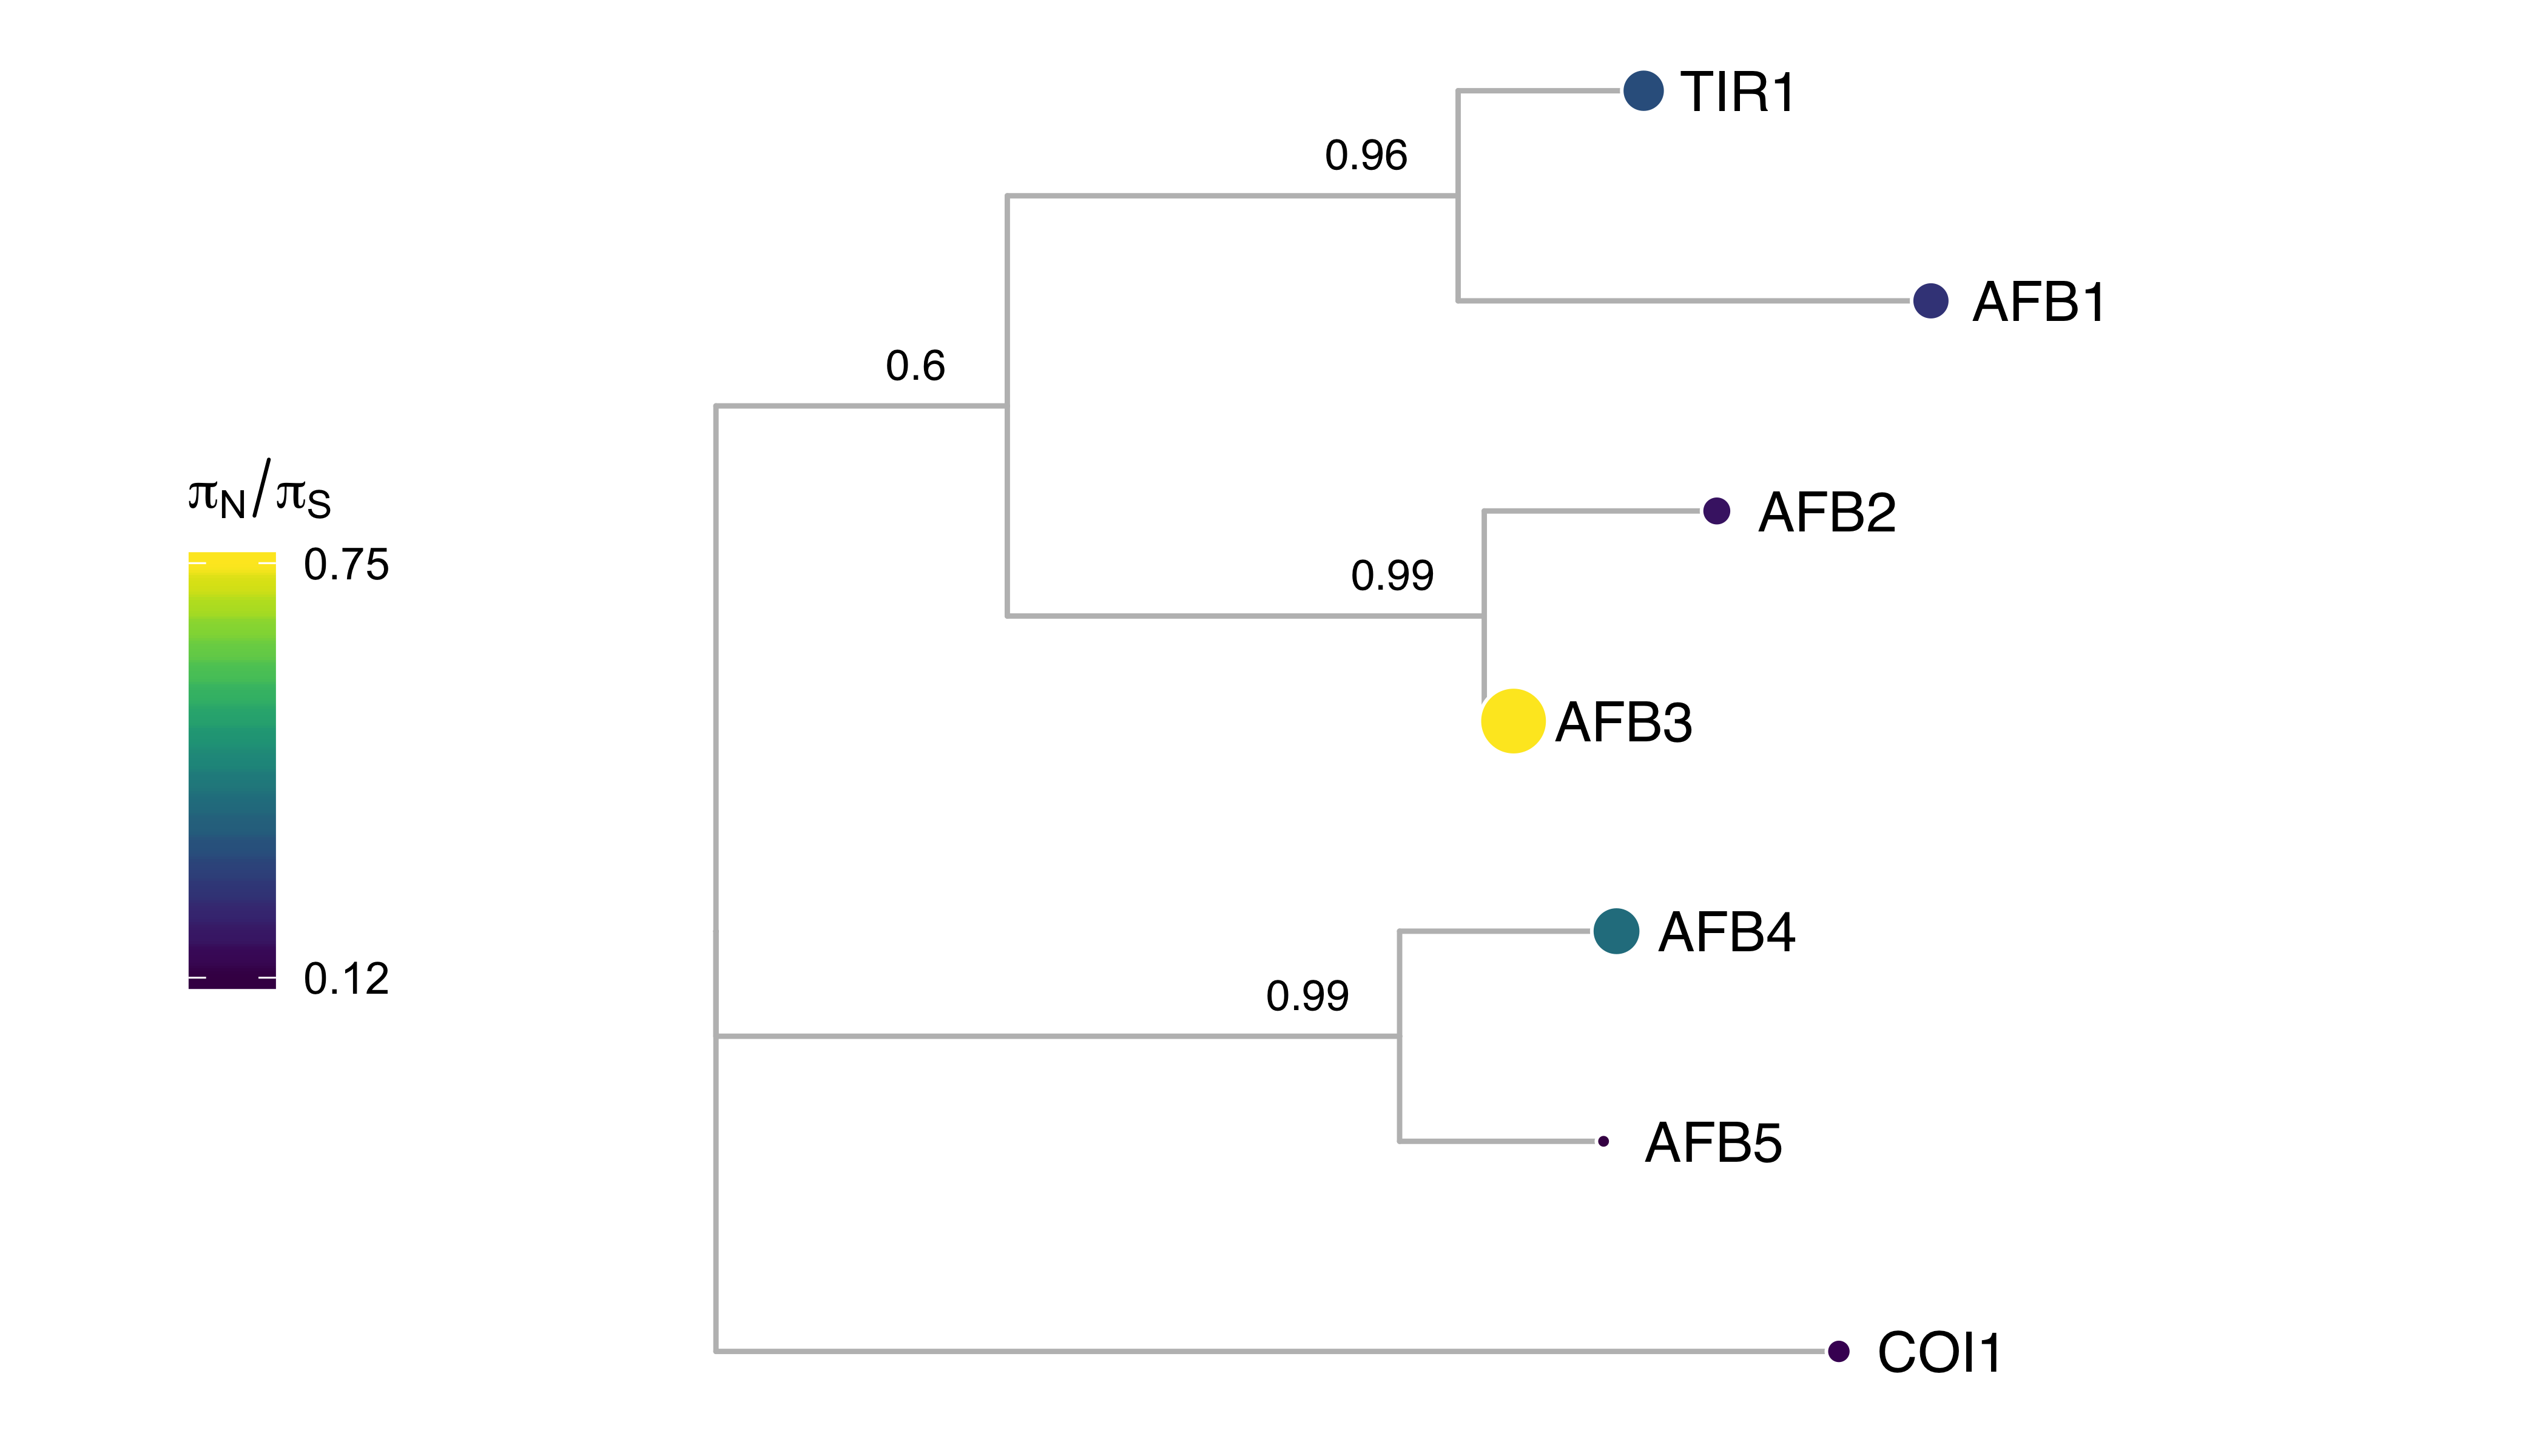 TIR1
0.96
AFB1
0.6
πN/πS
0.75
0.12
AFB2
0.99
AFB3
AFB4
0.99
AFB5
COI1